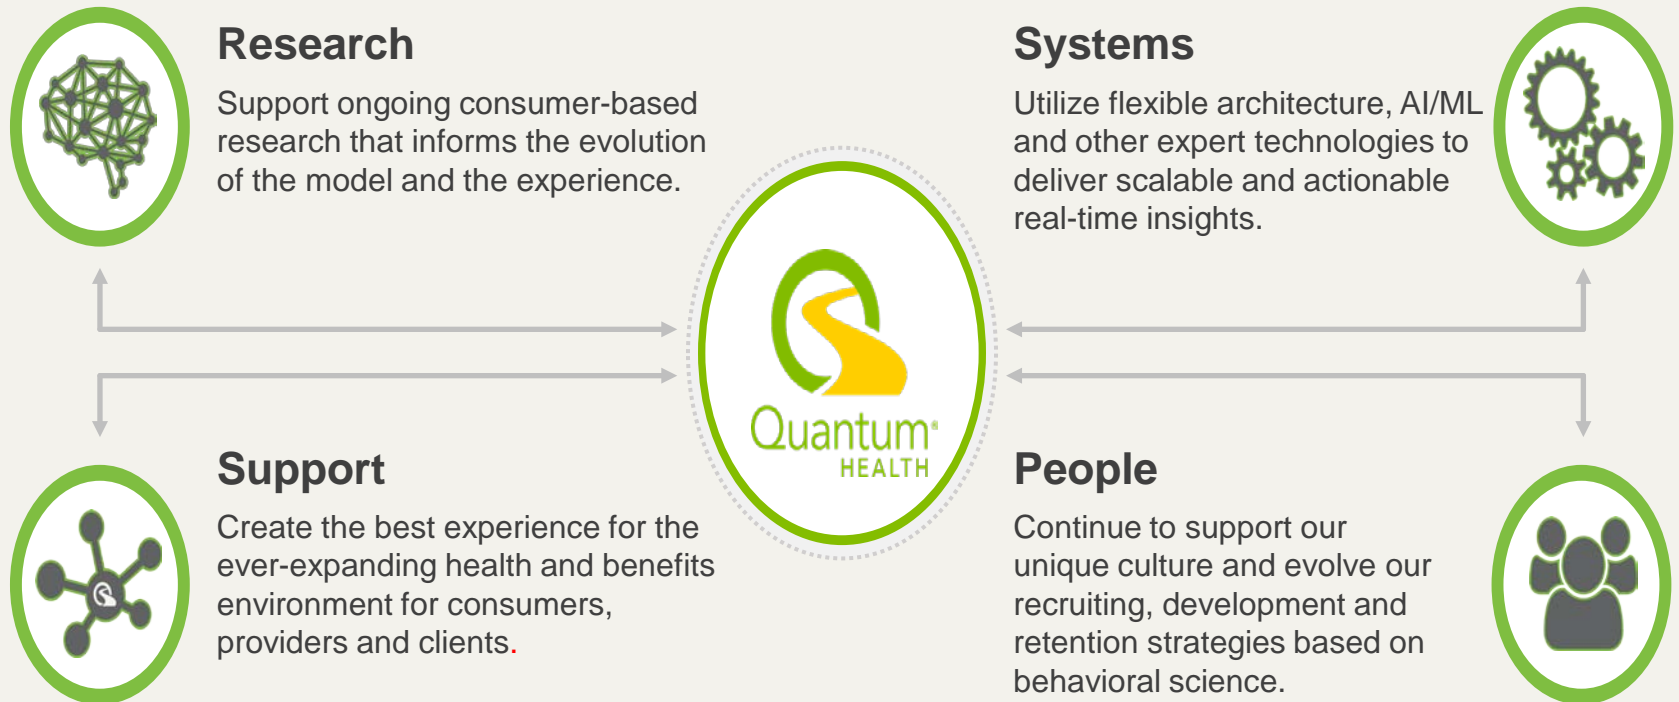 Research
Support ongoing consumer-based
research that informs the evolution
of the model and the experience.
Systems
Utilize flexible architecture, AI/ML
and other expert technologies to
deliver scalable and actionable
real-time insights.
Quantum®
HEALTH
Support
Create the best experience for the
ever-expanding health and benefits
environment for consumers,
providers and clients.
People
Continue to support our
unique culture and evolve our
recruiting, development and
retention strategies based on
behavioral science.